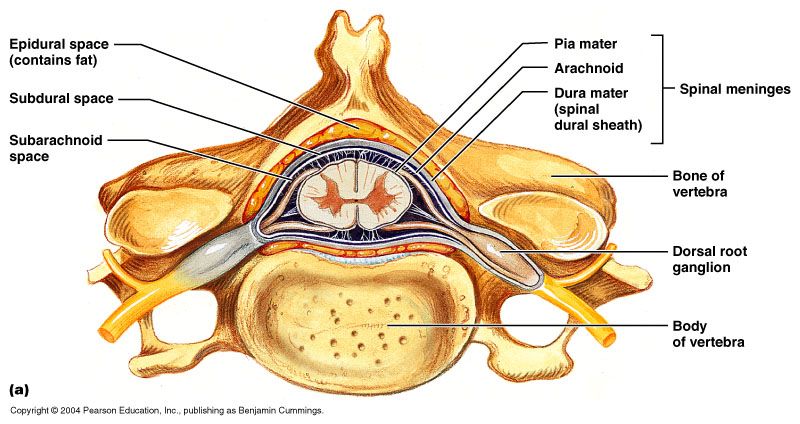 Epidural space
(contains fat)
Subdural space
Subarachnoid
space
Pia mater
Arachnoid
Dura mater
(spinal
dural sheath)
Spinal meninges
Bone of
vertebra
Dorsal root
ganglion
Body
of vertebra
(a)
Copyright © 2004 Pearson Education, Inc., publishing as Benjamin Cummings.